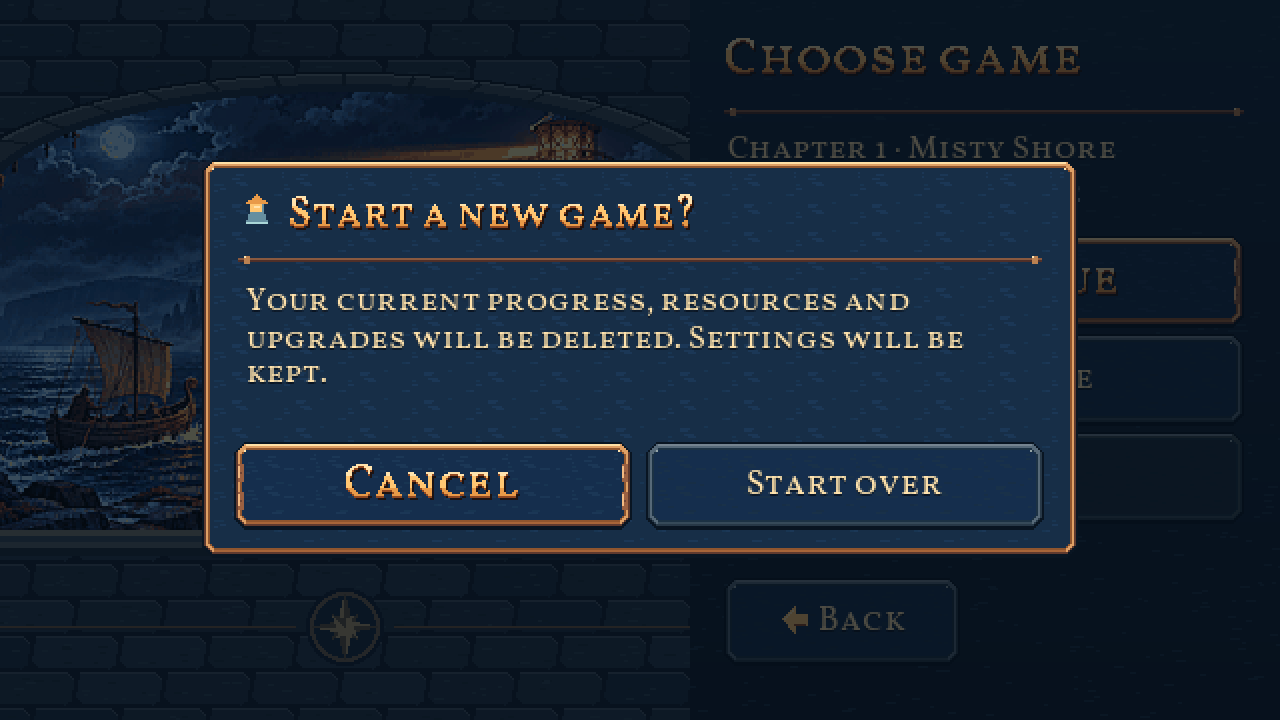 Choose game
Chapter 1 · Misty Shore
Start a new game?
Your current progress, resources and
upgrades will be deleted. Settings will be
kept.
Cancel
Start over
Back